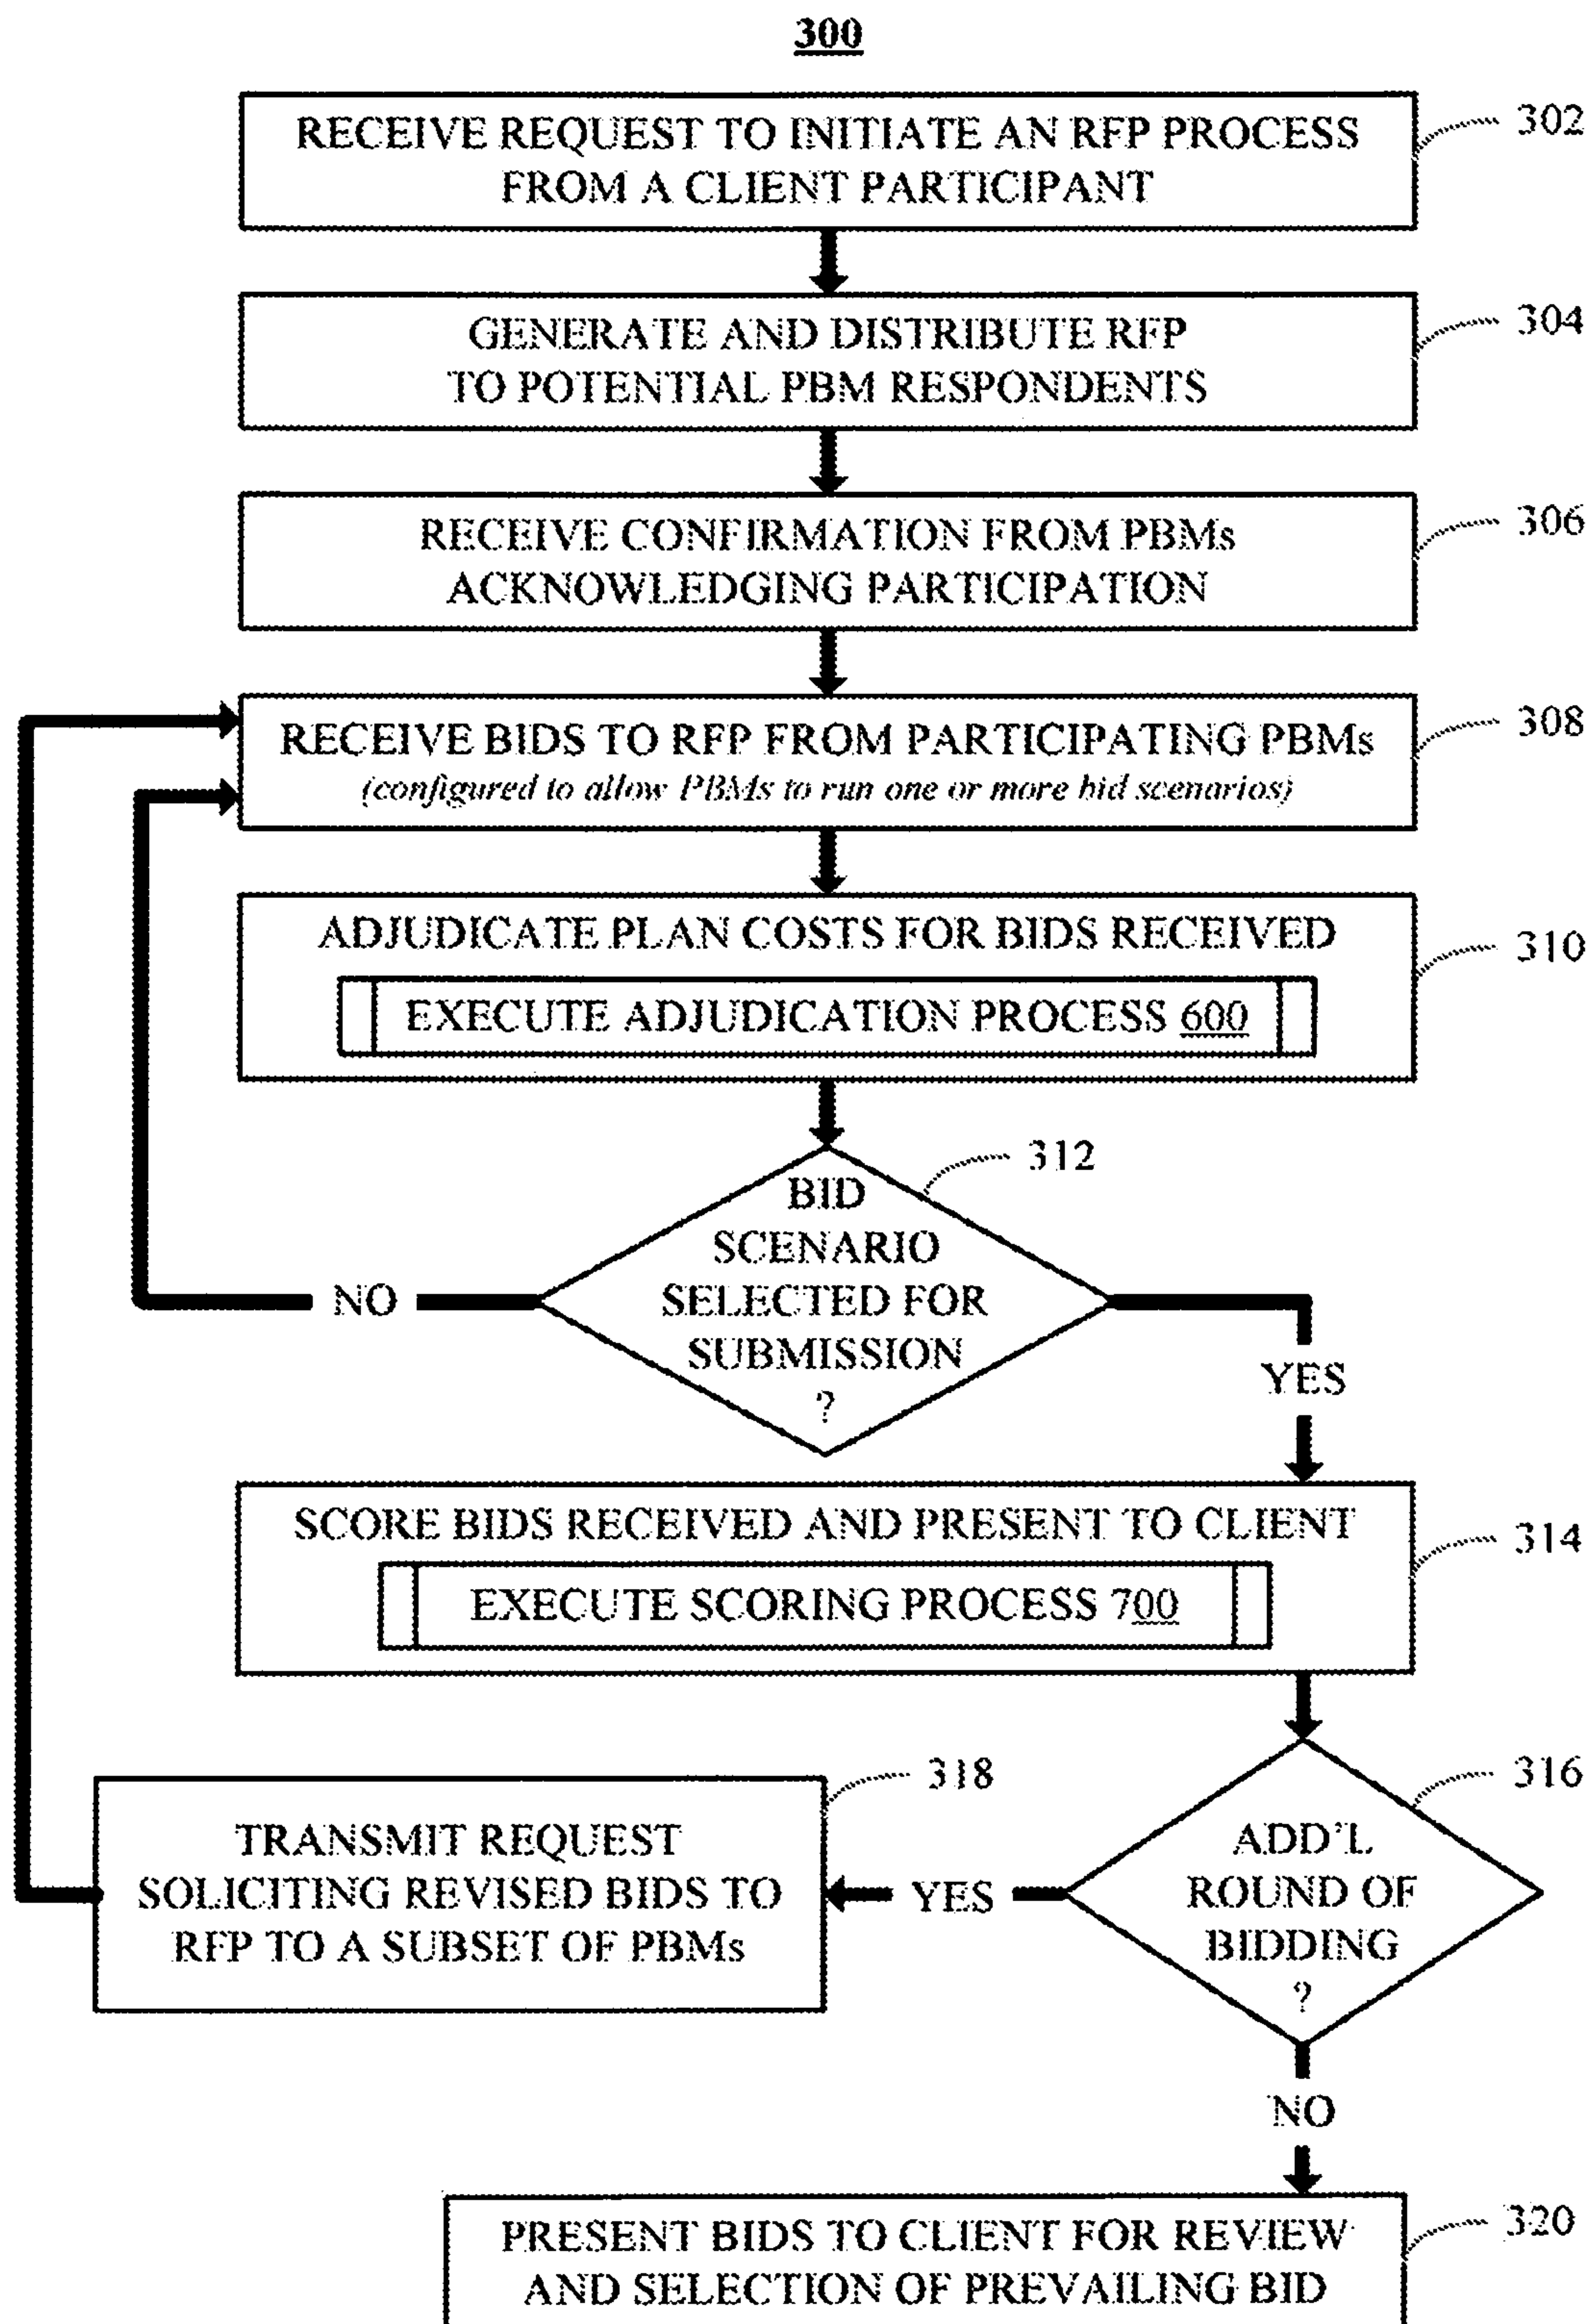 300
RECEIVE REQUEST TO INITIATE AN RFP PROCESS
FROM A CLIENT PARTICIPANT
302
GENERATE AND DISTRIBUTE RFP
TO POTENTIAL PBM RESPONDENTS
304
RECEIVE CONFIRMATION FROM PBMs
ACKNOWLEDGING PARTICIPATION
306
RECEIVE BIDS TO RFP FROM PARTICIPATING PBMs
(configured to allow PBMs to run one or more bid scenarios)
308
ADJUDICATE PLAN COSTS FOR BIDS RECEIVED
EXECUTE ADJUDICATION PROCESS 600
310
BID
SCENARIO
SELECTED FOR
SUBMISSION
?
312
NO
YES
SCORE BIDS RECEIVED AND PRESENT TO CLIENT
EXECUTE SCORING PROCESS 700
314
ADD'L
ROUND OF
BIDDING
?
316
YES
TRANSMIT REQUEST
SOLICITING REVISED BIDS TO
RFP TO A SUBSET OF PBMs
318
NO
PRESENT BIDS TO CLIENT FOR REVIEW
AND SELECTION OF PREVAILING BID
320